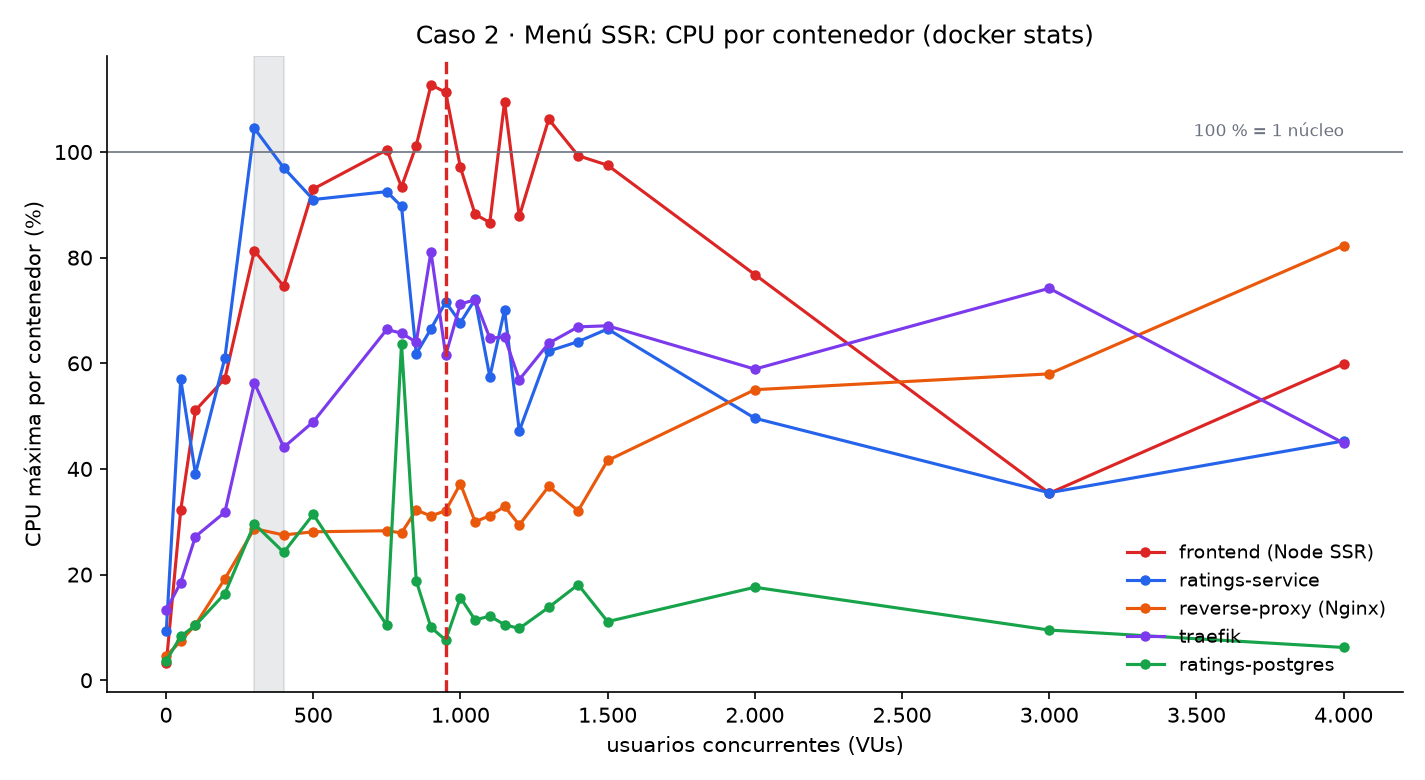 Caso 2 · Menú SSR: CPU por contenedor (docker stats)
100 % = 1 núcleo
CPU máxima por contenedor (%)
100
80
60
40
20
0
frontend (Node SSR)
ratings-service
reverse-proxy (Nginx)
traefik
ratings-postgres
0 500 1.000 1.500 2.000 2.500 3.000 3.500 4.000
usuarios concurrentes (VUs)